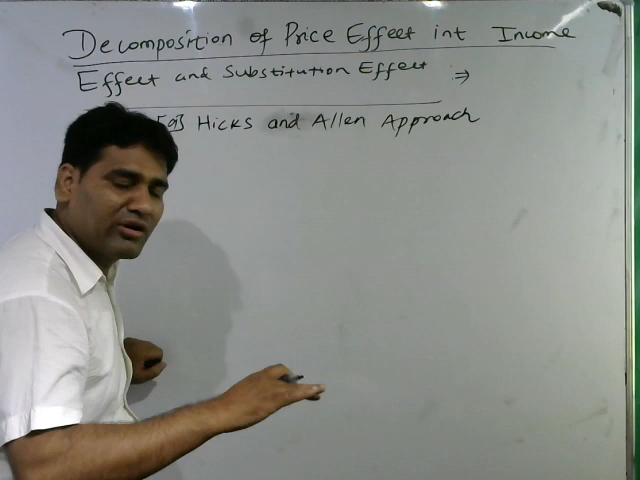 Decomposition of Price Effect int Income
Effect and Substitution Effect ⇒
Hicks and Allen Approach